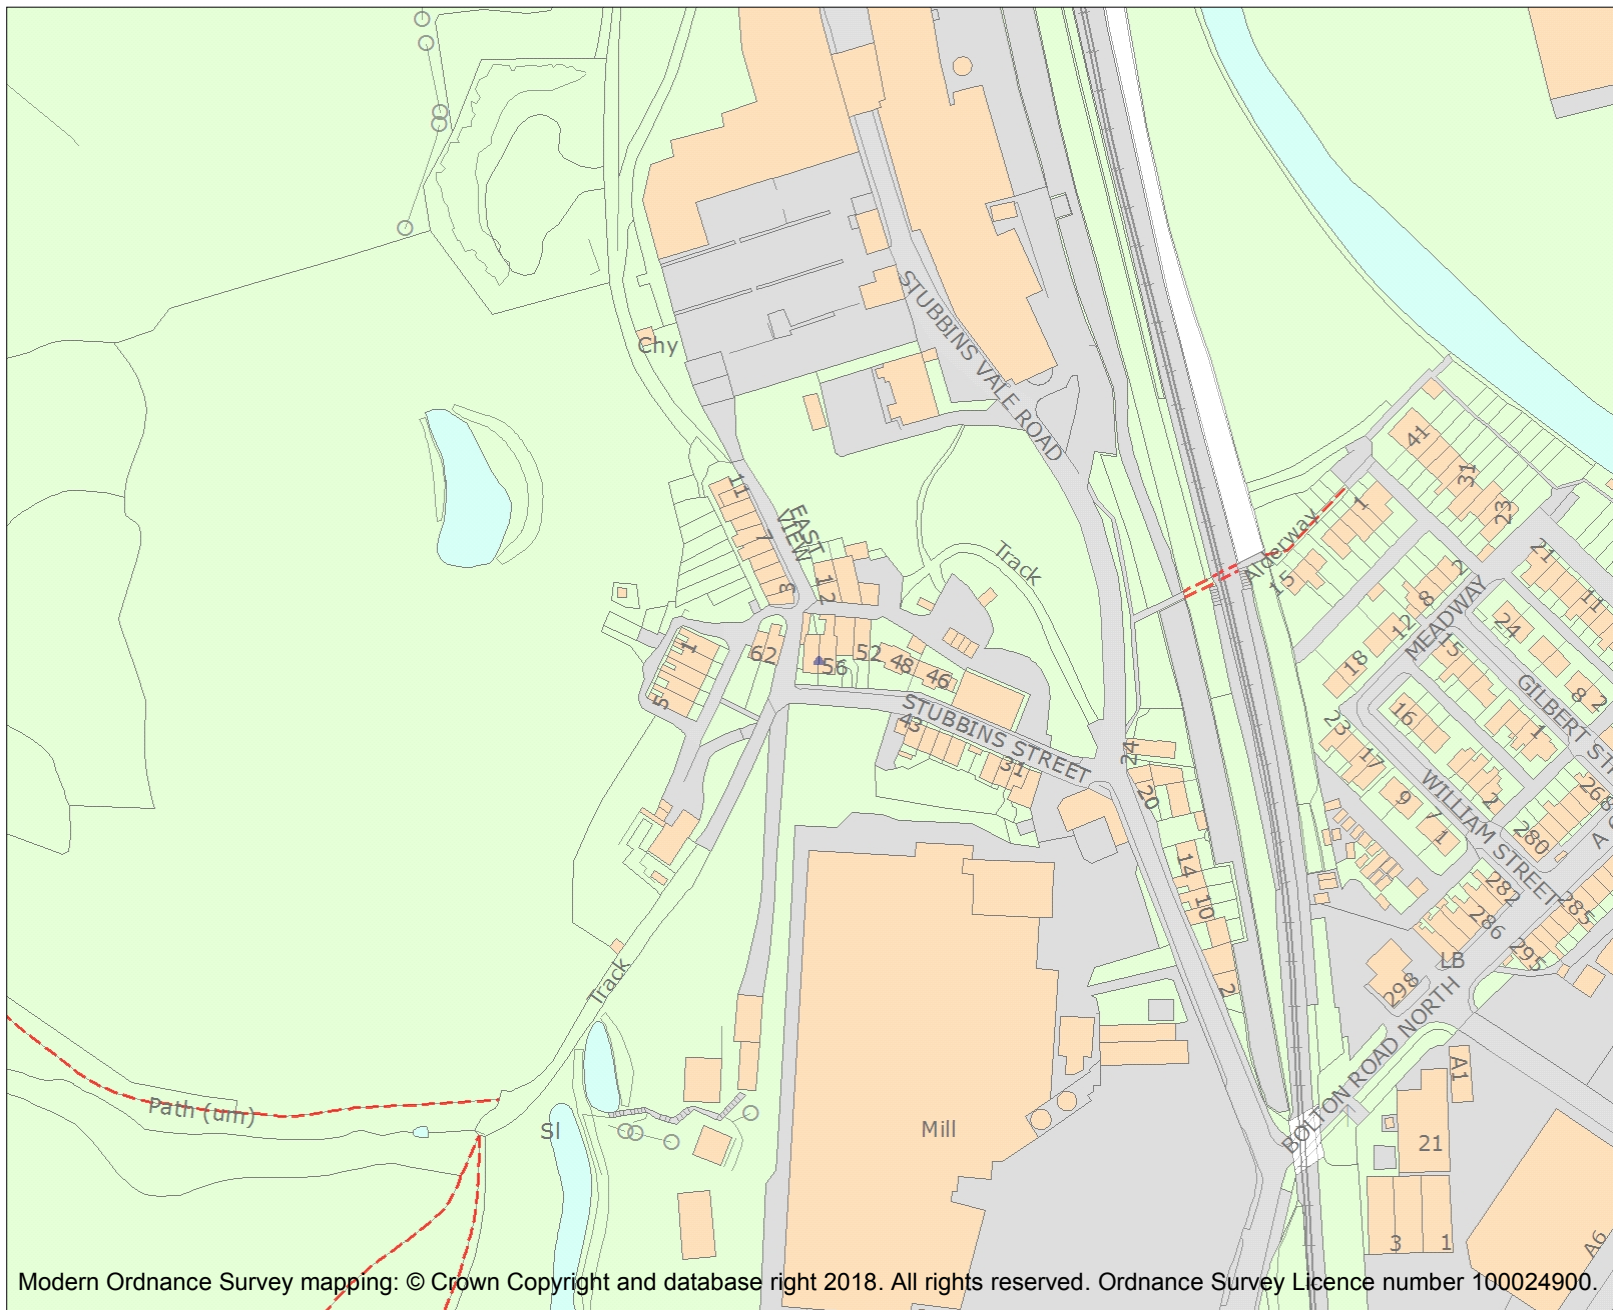 Chy
STUBBINS VALE ROAD
41
31
23
1
11
7
3
EAST
VIEW
1
2
Track
Alderway
15
2
8
12
18
MEADWAY
21
11
24
15
8
2
GILBERT ST
16
1
23
17
9
7
1
2
WILLIAM STREET
268
280
282
286
285
295
A
1
5
62
56
52
48
46
43
STUBBINS STREET
31
24
20
14
10
2
LB
298
BOLTON ROAD NORTH
Track
Path (um)
Sl
Mill
A1
21
3
1
A6
Modern Ordnance Survey mapping: © Crown Copyright and database right 2018. All rights reserved. Ordnance Survey Licence number 100024900.